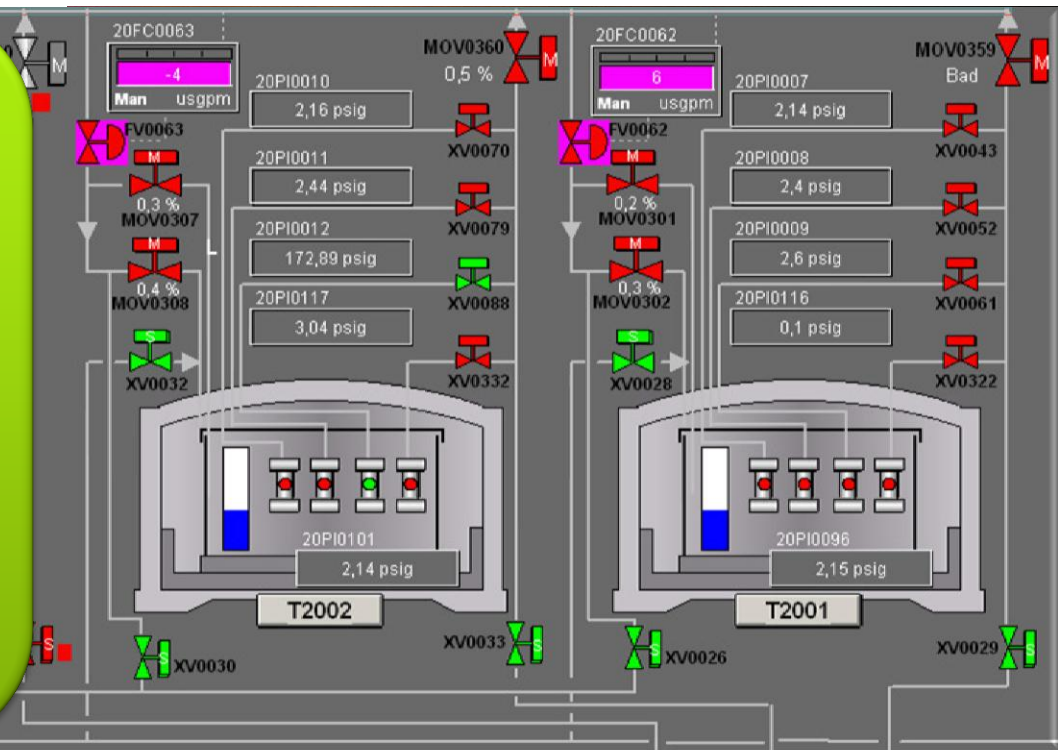 20FC0063
-4
Man usgpm
FV0063
M
0,3 %
MOV0307
M
0,4 %
MOV0308
S
XV0032
20PI0010
2,16 psig
20PI0011
2,44 psig
20PI0012
172,89 psig
20PI0117
3,04 psig
MOV0360
0,5 %
M
XV0070
XV0079
XV0088
XV0332
20PI0101
2,14 psig
T2002
S
XV0030
XV0033
S
20FC0062
6
Man usgpm
FV0062
M
0,2 %
MOV0301
M
0,3 %
MOV0302
S
XV0028
20PI0007
2,14 psig
20PI0008
2,4 psig
20PI0009
2,6 psig
20PI0116
0,1 psig
MOV0359
Bad
M
XV0043
XV0052
XV0061
XV0322
20PI0096
2,15 psig
T2001
S
XV0026
XV0029
S
M
S